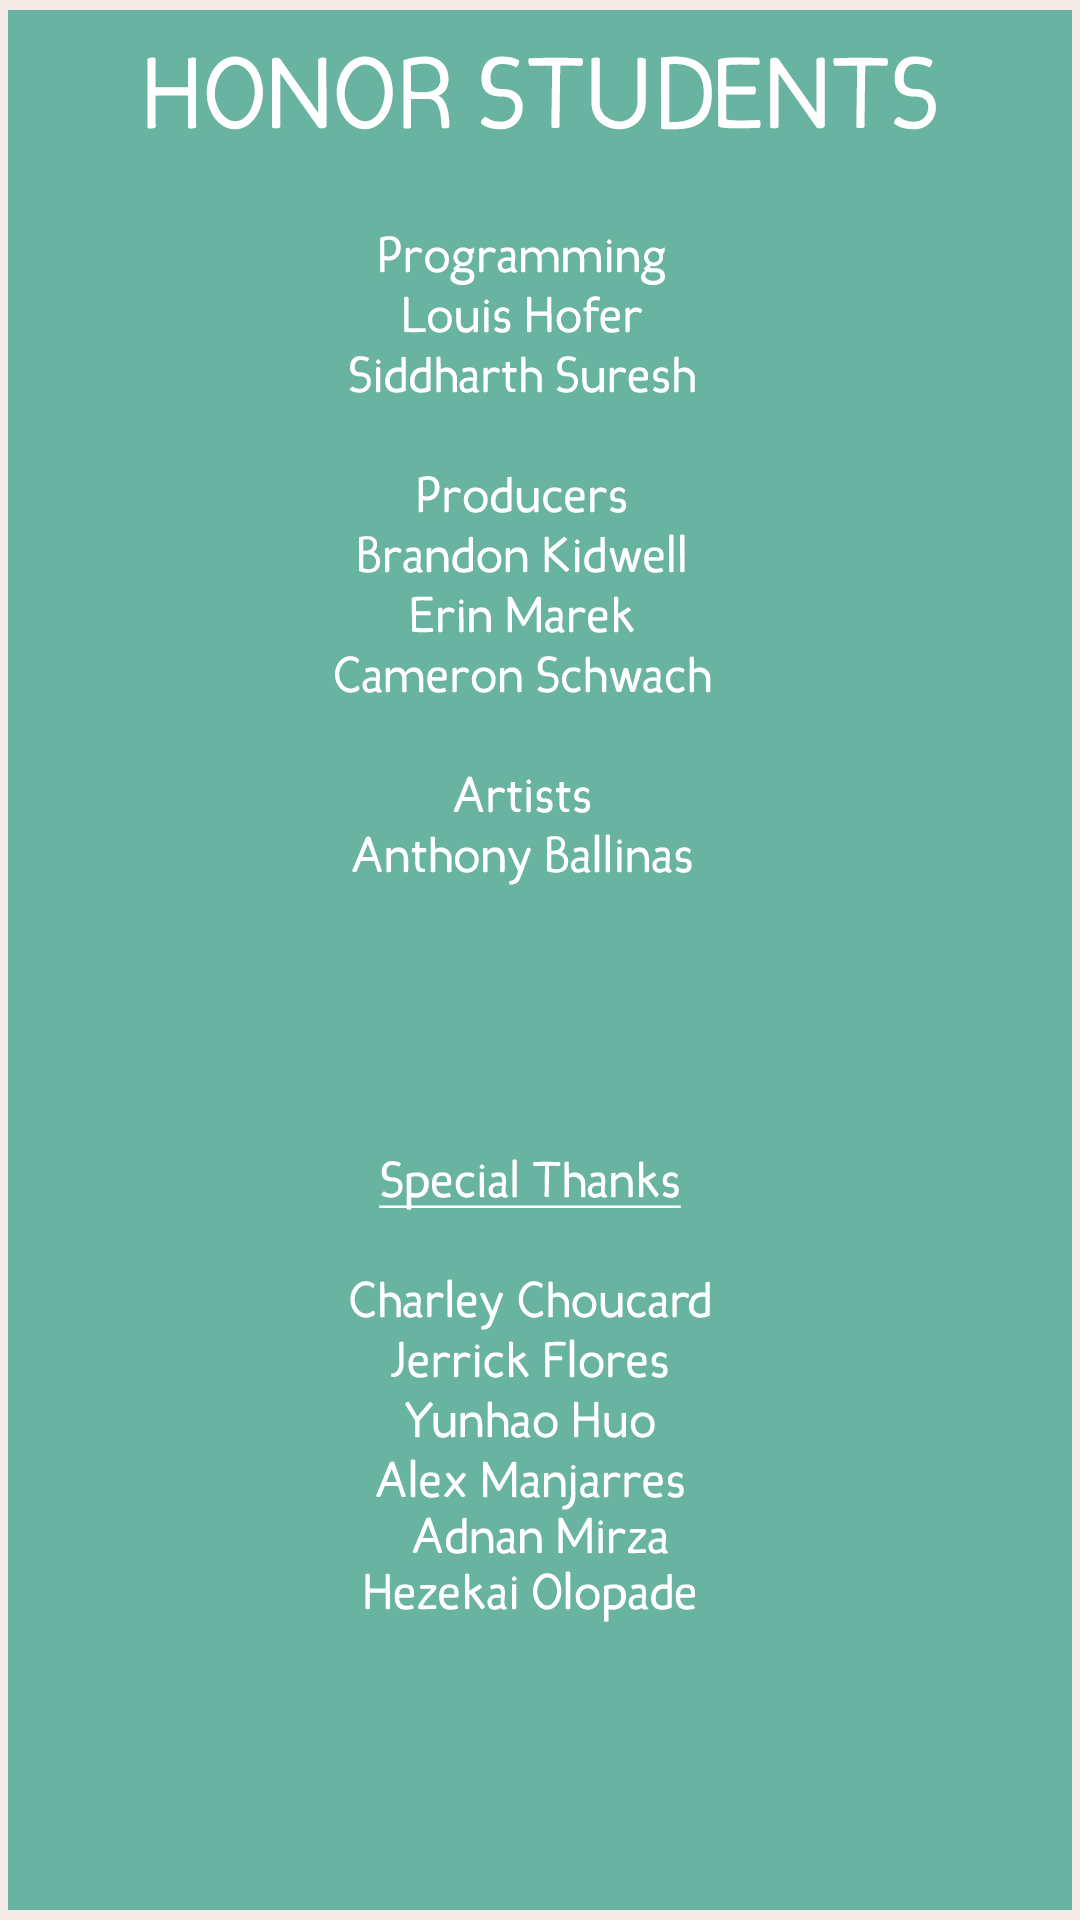 HONOR STUDENTS
Programming
Louis Hofer
Siddharth Suresh
Producers
Brandon Kidwell
Erin Marek
Cameron Schwach
Artists
Anthony Ballinas
Special Thanks
Charley Choucard
Jerrick Flores
Yunhao Huo
Alex Manjarres
Adnan Mirza
Hezekai Olopade